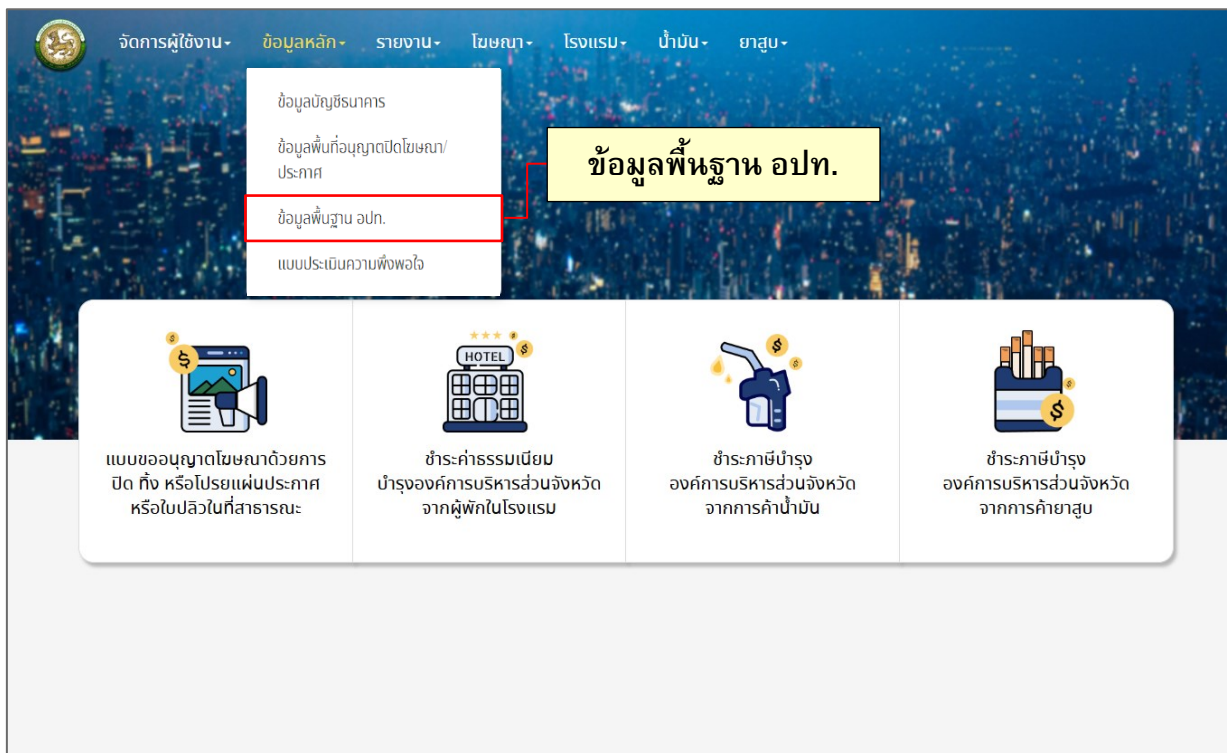 จัดการผู้ใช้งาน ข้อมูลหลัก รายงาน โฆษณา โรงแรม น้ำมัน ยาสูบ
ข้อมูลบัญชีธนาคาร
ข้อมูลพื้นที่อนุญาตปิดโฆษณา/
ประกาศ
ข้อมูลพื้นฐาน อปท.
ข้อมูลพื้นฐาน อปท.
แบบประเมินความพึงพอใจ
HOTEL
แบบขออนุญาตโฆษณาด้วยการ
ปิด ทิ้ง หรือโปรยแผ่นประกาศ
หรือใบปลิวในที่สาธารณะ
ชำระค่าธรรมเนียม
บำรุงองค์การบริหารส่วนจังหวัด
จากผู้พักในโรงแรม
ชำระภาษีบำรุง
องค์การบริหารส่วนจังหวัด
จากการค้าน้ำมัน
ชำระภาษีบำรุง
องค์การบริหารส่วนจังหวัด
จากการค้ายาสูบ